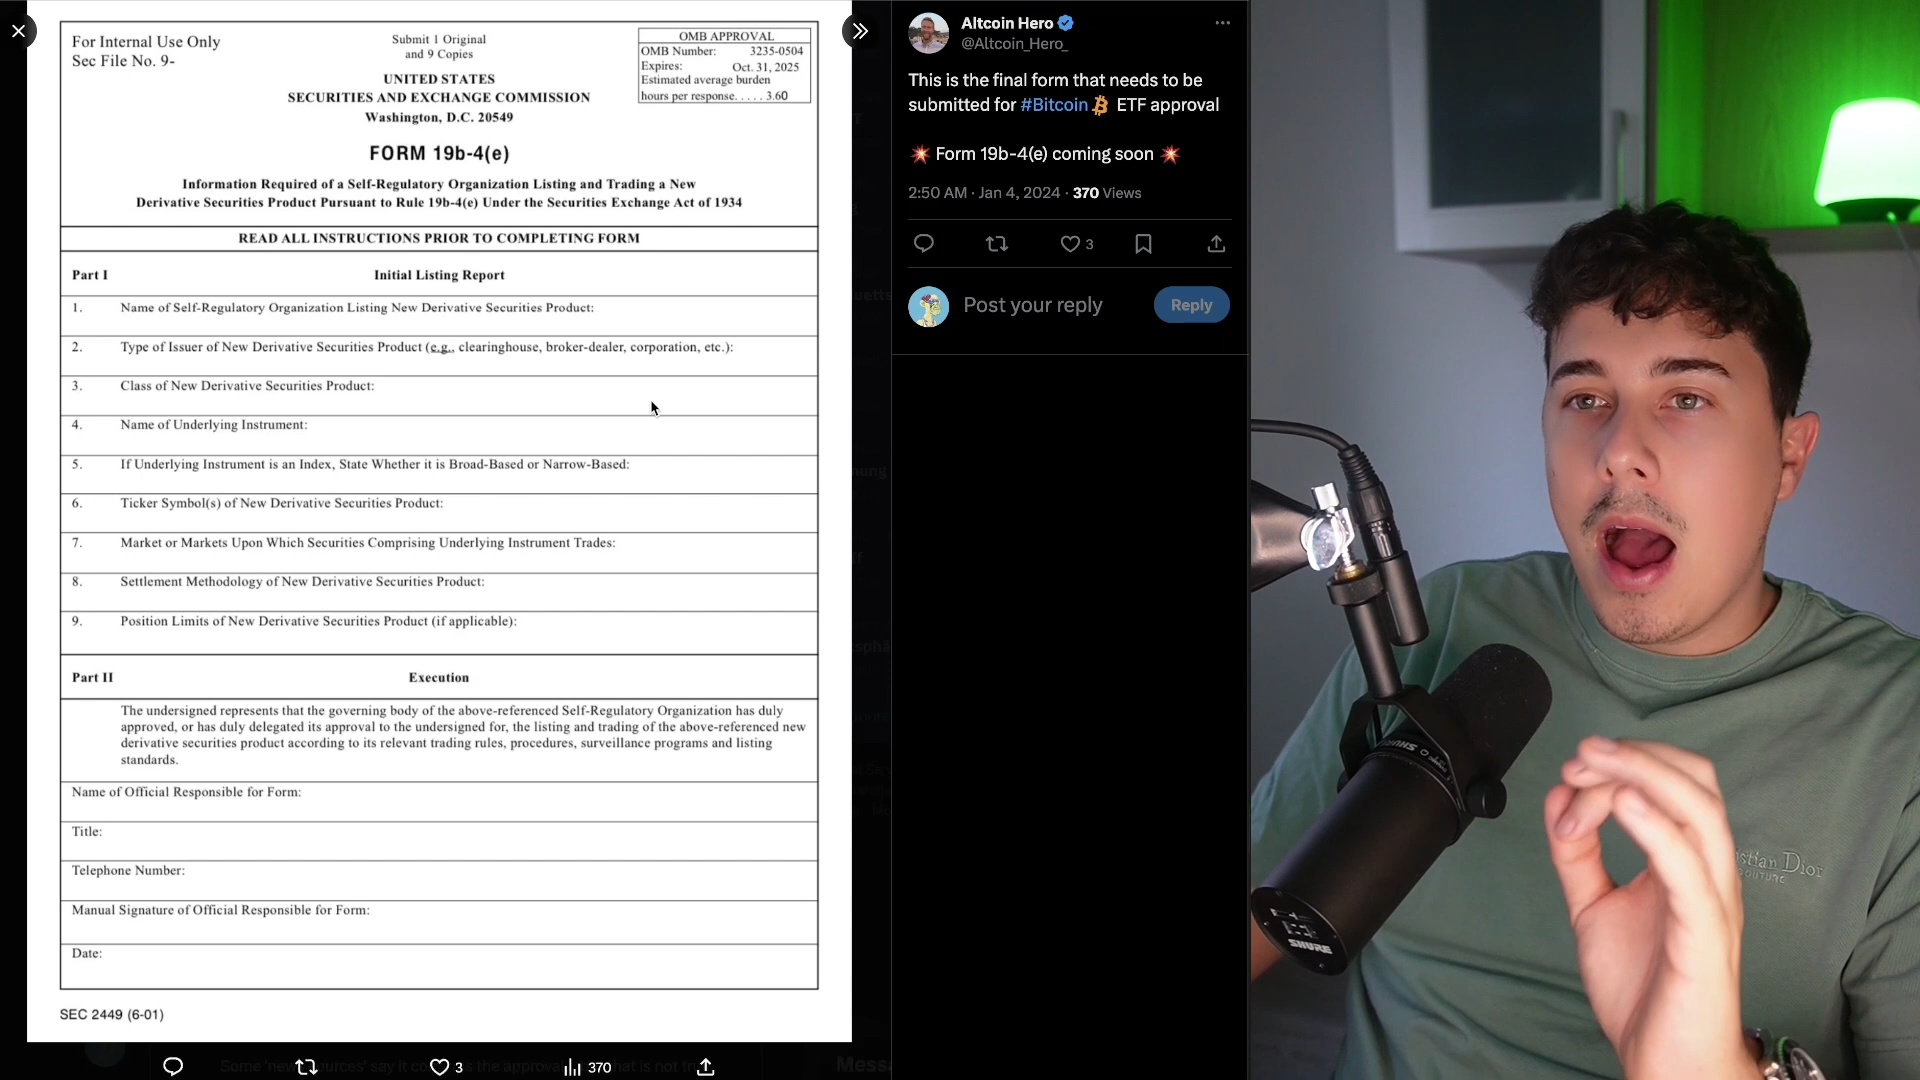 For Internal Use Only
Sec File No. 9-
Submit 1 Original
and 9 Copies
UNITED STATES
SECURITIES AND EXCHANGE COMMISSION
Washington, D.C. 20549
OMB APPROVAL
OMB Number: 3235-0504
Expires: Oct. 31, 2025
Estimated average burden
hours per response. . . . . 3.60
FORM 19b-4(e)
Information Required of a Self-Regulatory Organization Listing and Trading a New
Derivative Securities Product Pursuant to Rule 19b-4(e) Under the Securities Exchange Act of 1934
READ ALL INSTRUCTIONS PRIOR TO COMPLETING FORM
Part I Initial Listing Report
1. Name of Self-Regulatory Organization Listing New Derivative Securities Product:
2. Type of Issuer of New Derivative Securities Product (e.g., clearinghouse, broker-dealer, corporation, etc.):
3. Class of New Derivative Securities Product:
4. Name of Underlying Instrument:
5. If Underlying Instrument is an Index, State Whether it is Broad-Based or Narrow-Based:
6. Ticker Symbol(s) of New Derivative Securities Product:
7. Market or Markets Upon Which Securities Comprising Underlying Instrument Trades:
8. Settlement Methodology of New Derivative Securities Product:
9. Position Limits of New Derivative Securities Product (if applicable):
Part II Execution
The undersigned represents that the governing body of the above-referenced Self-Regulatory Organization has duly
approved, or has duly delegated its approval to the undersigned for, the listing and trading of the above-referenced new
derivative securities product according to its relevant trading rules, procedures, surveillance programs and listing
standards.
Name of Official Responsible for Form:
Title:
Telephone Number:
Manual Signature of Official Responsible for Form:
Date:
SEC 2449 (6-01)
3
370
Altcoin Hero
@Altcoin_Hero_
This is the final form that needs to be
submitted for #Bitcoin ETF approval
Form 19b-4(e) coming soon
2:50 AM · Jan 4, 2024 · 370 Views
3
Post your reply
Reply
SHURE
stian Dior
COUTURE